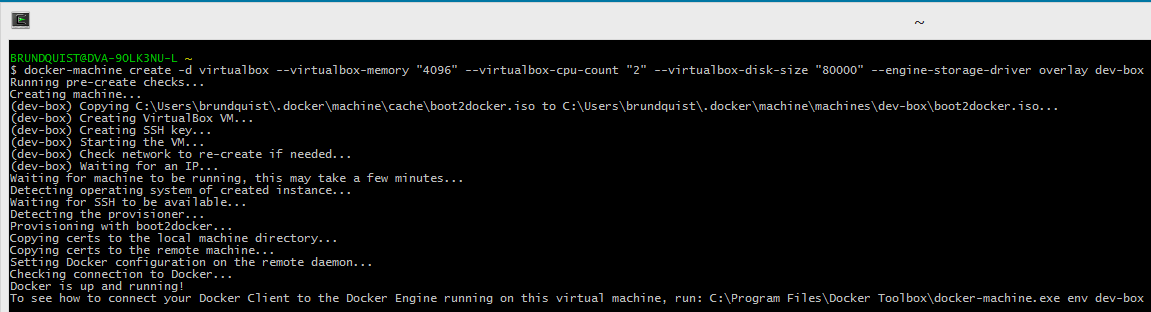 ~
BRUNDQUIST@DVA-9OLK3NU-L ~
$ docker-machine create -d virtualbox --virtualbox-memory "4096" --virtualbox-cpu-count "2" --virtualbox-disk-size "80000" --engine-storage-driver overlay dev-box
Running pre-create checks...
Creating machine...
(dev-box) Copying C:\Users\brundquist\.docker\machine\cache\boot2docker.iso to C:\Users\brundquist\.docker\machine\machines\dev-box\boot2docker.iso...
(dev-box) Creating VirtualBox VM...
(dev-box) Creating SSH key...
(dev-box) Starting the VM...
(dev-box) Check network to re-create if needed...
(dev-box) Waiting for an IP...
Waiting for machine to be running, this may take a few minutes...
Detecting operating system of created instance...
Waiting for SSH to be available...
Detecting the provisioner...
Provisioning with boot2docker...
Copying certs to the local machine directory...
Copying certs to the remote machine...
Setting Docker configuration on the remote daemon...
Checking connection to Docker...
Docker is up and running!
To see how to connect your Docker Client to the Docker Engine running on this virtual machine, run: C:\Program Files\Docker Toolbox\docker-machine.exe env dev-box